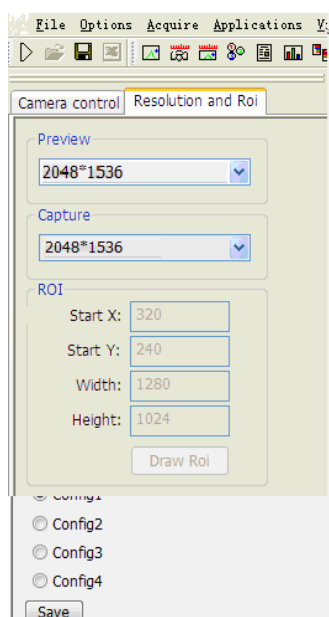 File Options Acquire Applications
Camera control Resolution and Roi
Preview
2048*1536
Capture
2048*1536
ROI
Start X: 320
Start Y: 240
Width: 1280
Height: 1024
Draw Roi
Config1
Config2
Config3
Config4
Save